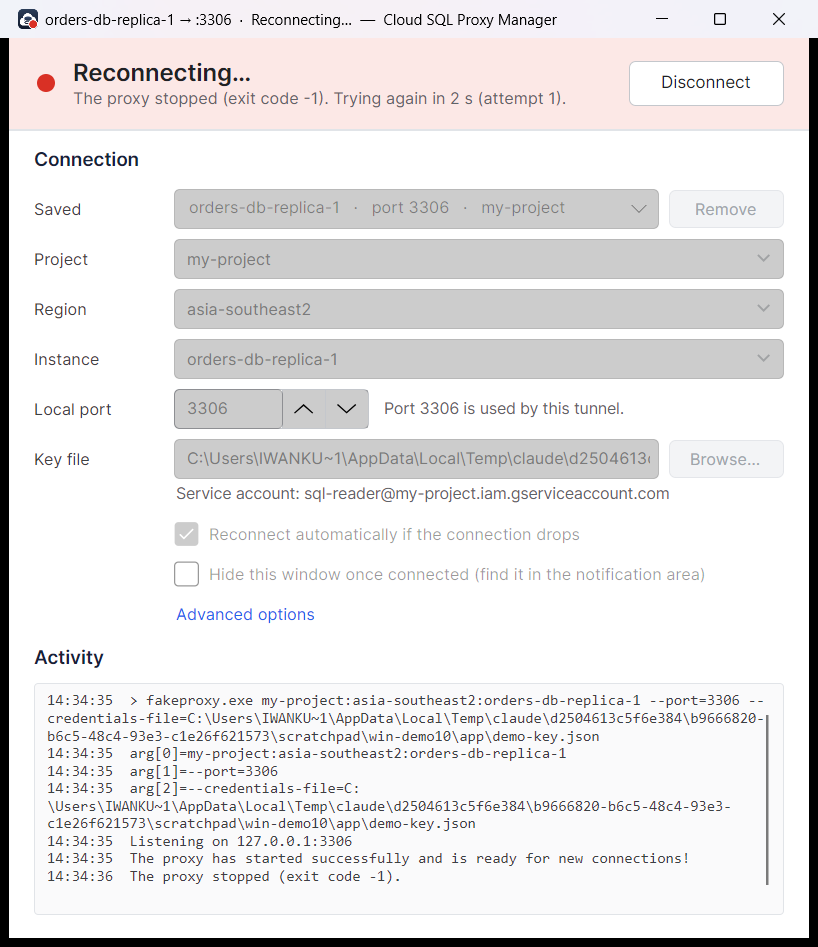 orders-db-replica-1 → :3306 · Reconnecting... — Cloud SQL Proxy Manager
Reconnecting...
The proxy stopped (exit code -1). Trying again in 2 s (attempt 1).
Disconnect
Connection
Saved
orders-db-replica-1 · port 3306 · my-project
Remove
Project
my-project
Region
asia-southeast2
Instance
orders-db-replica-1
Local port
3306
Port 3306 is used by this tunnel.
Key file
C:\Users\IWANKU~1\AppData\Local\Temp\claude\d2504613c
Browse...
Service account: sql-reader@my-project.iam.gserviceaccount.com
Reconnect automatically if the connection drops
Hide this window once connected (find it in the notification area)
Advanced options
Activity
14:34:35 > fakeproxy.exe my-project:asia-southeast2:orders-db-replica-1 --port=3306 --
credentials-file=C:\Users\IWANKU~1\AppData\Local\Temp\claude\d2504613c5f6e384\b9666820-
b6c5-48c4-93e3-c1e26f621573\scratchpad\win-demo10\app\demo-key.json
14:34:35 arg[0]=my-project:asia-southeast2:orders-db-replica-1
14:34:35 arg[1]=--port=3306
14:34:35 arg[2]=--credentials-file=C:
\Users\IWANKU~1\AppData\Local\Temp\claude\d2504613c5f6e384\b9666820-b6c5-48c4-93e3-
c1e26f621573\scratchpad\win-demo10\app\demo-key.json
14:34:35 Listening on 127.0.0.1:3306
14:34:35 The proxy has started successfully and is ready for new connections!
14:34:36 The proxy stopped (exit code -1).